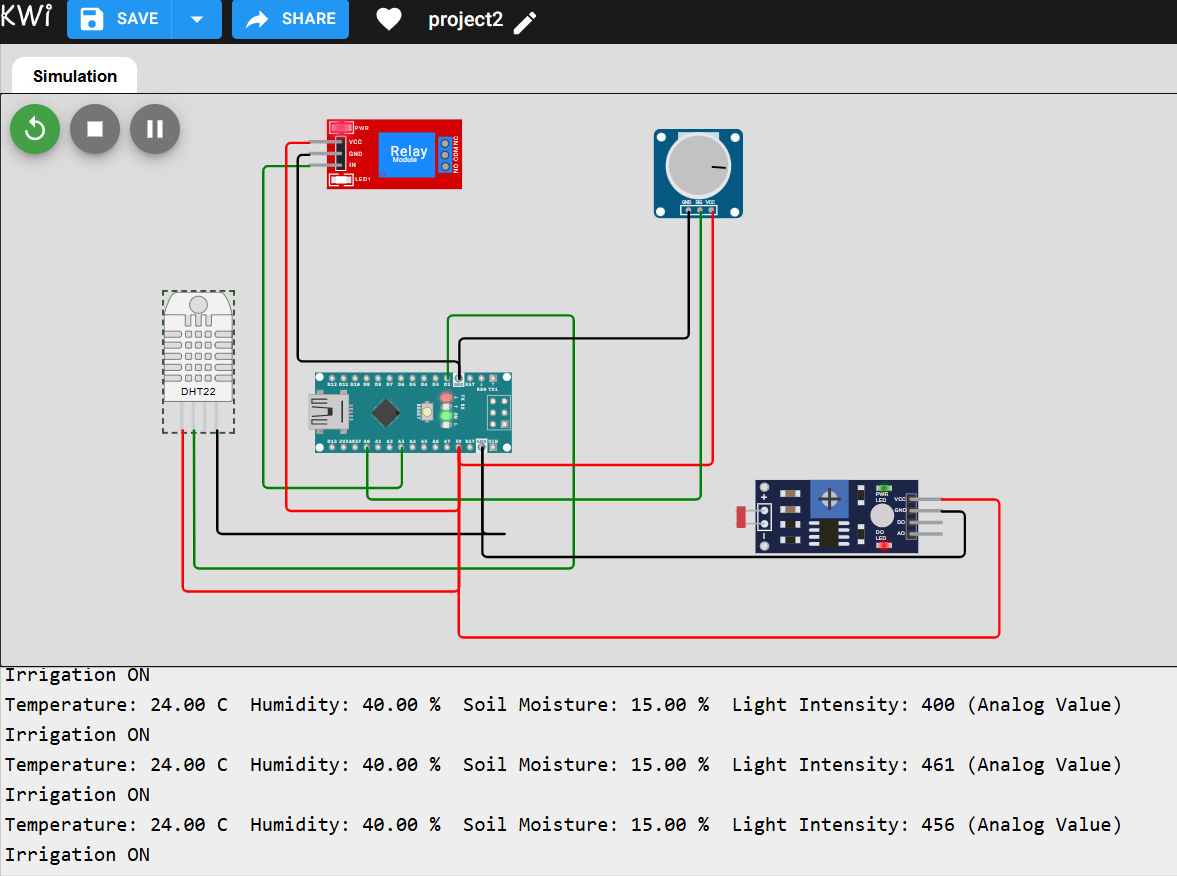 KWi SAVE SHARE project2
Simulation
PWR
VCC
GND
IN
LED1
Relay
Module
NO COM NC
GND SIG VCC
DHT22
D12 D11 D10 D9 D8 D7 D6 D5 D4 D3 D2 GND RST
RX0 TX1
RESET
TX RX
ON L
D13 3V3 AREF A0 A1 A2 A3 A4 A5 A6 A7 5V RST GND VIN
PWR
LED
DO
LED
VCC
GND
DO
AO
Irrigation ON
Temperature: 24.00 C  Humidity: 40.00 %  Soil Moisture: 15.00 %  Light Intensity: 400 (Analog Value)
Irrigation ON
Temperature: 24.00 C  Humidity: 40.00 %  Soil Moisture: 15.00 %  Light Intensity: 461 (Analog Value)
Irrigation ON
Temperature: 24.00 C  Humidity: 40.00 %  Soil Moisture: 15.00 %  Light Intensity: 456 (Analog Value)
Irrigation ON